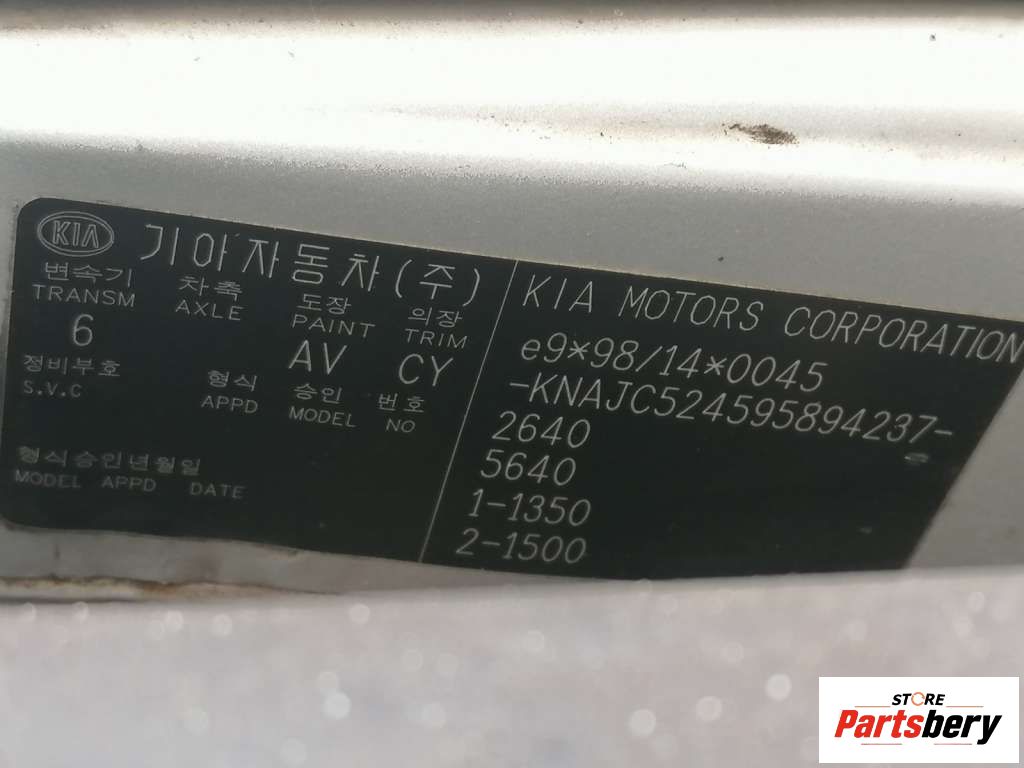 KIA 기아자동차(주)
변속기 차축 도장 의장
TRANSM AXLE PAINT TRIM
6 AV CY
정비부호 형식 승인 번호
S.V.C APPD MODEL NO
형식승인년월일
MODEL APPD DATE
KIA MOTORS CORPORATION
e9*98/14*0045
-KNAJC524595894237-
2640
5640
1-1350
2-1500
STORE
Partsbery